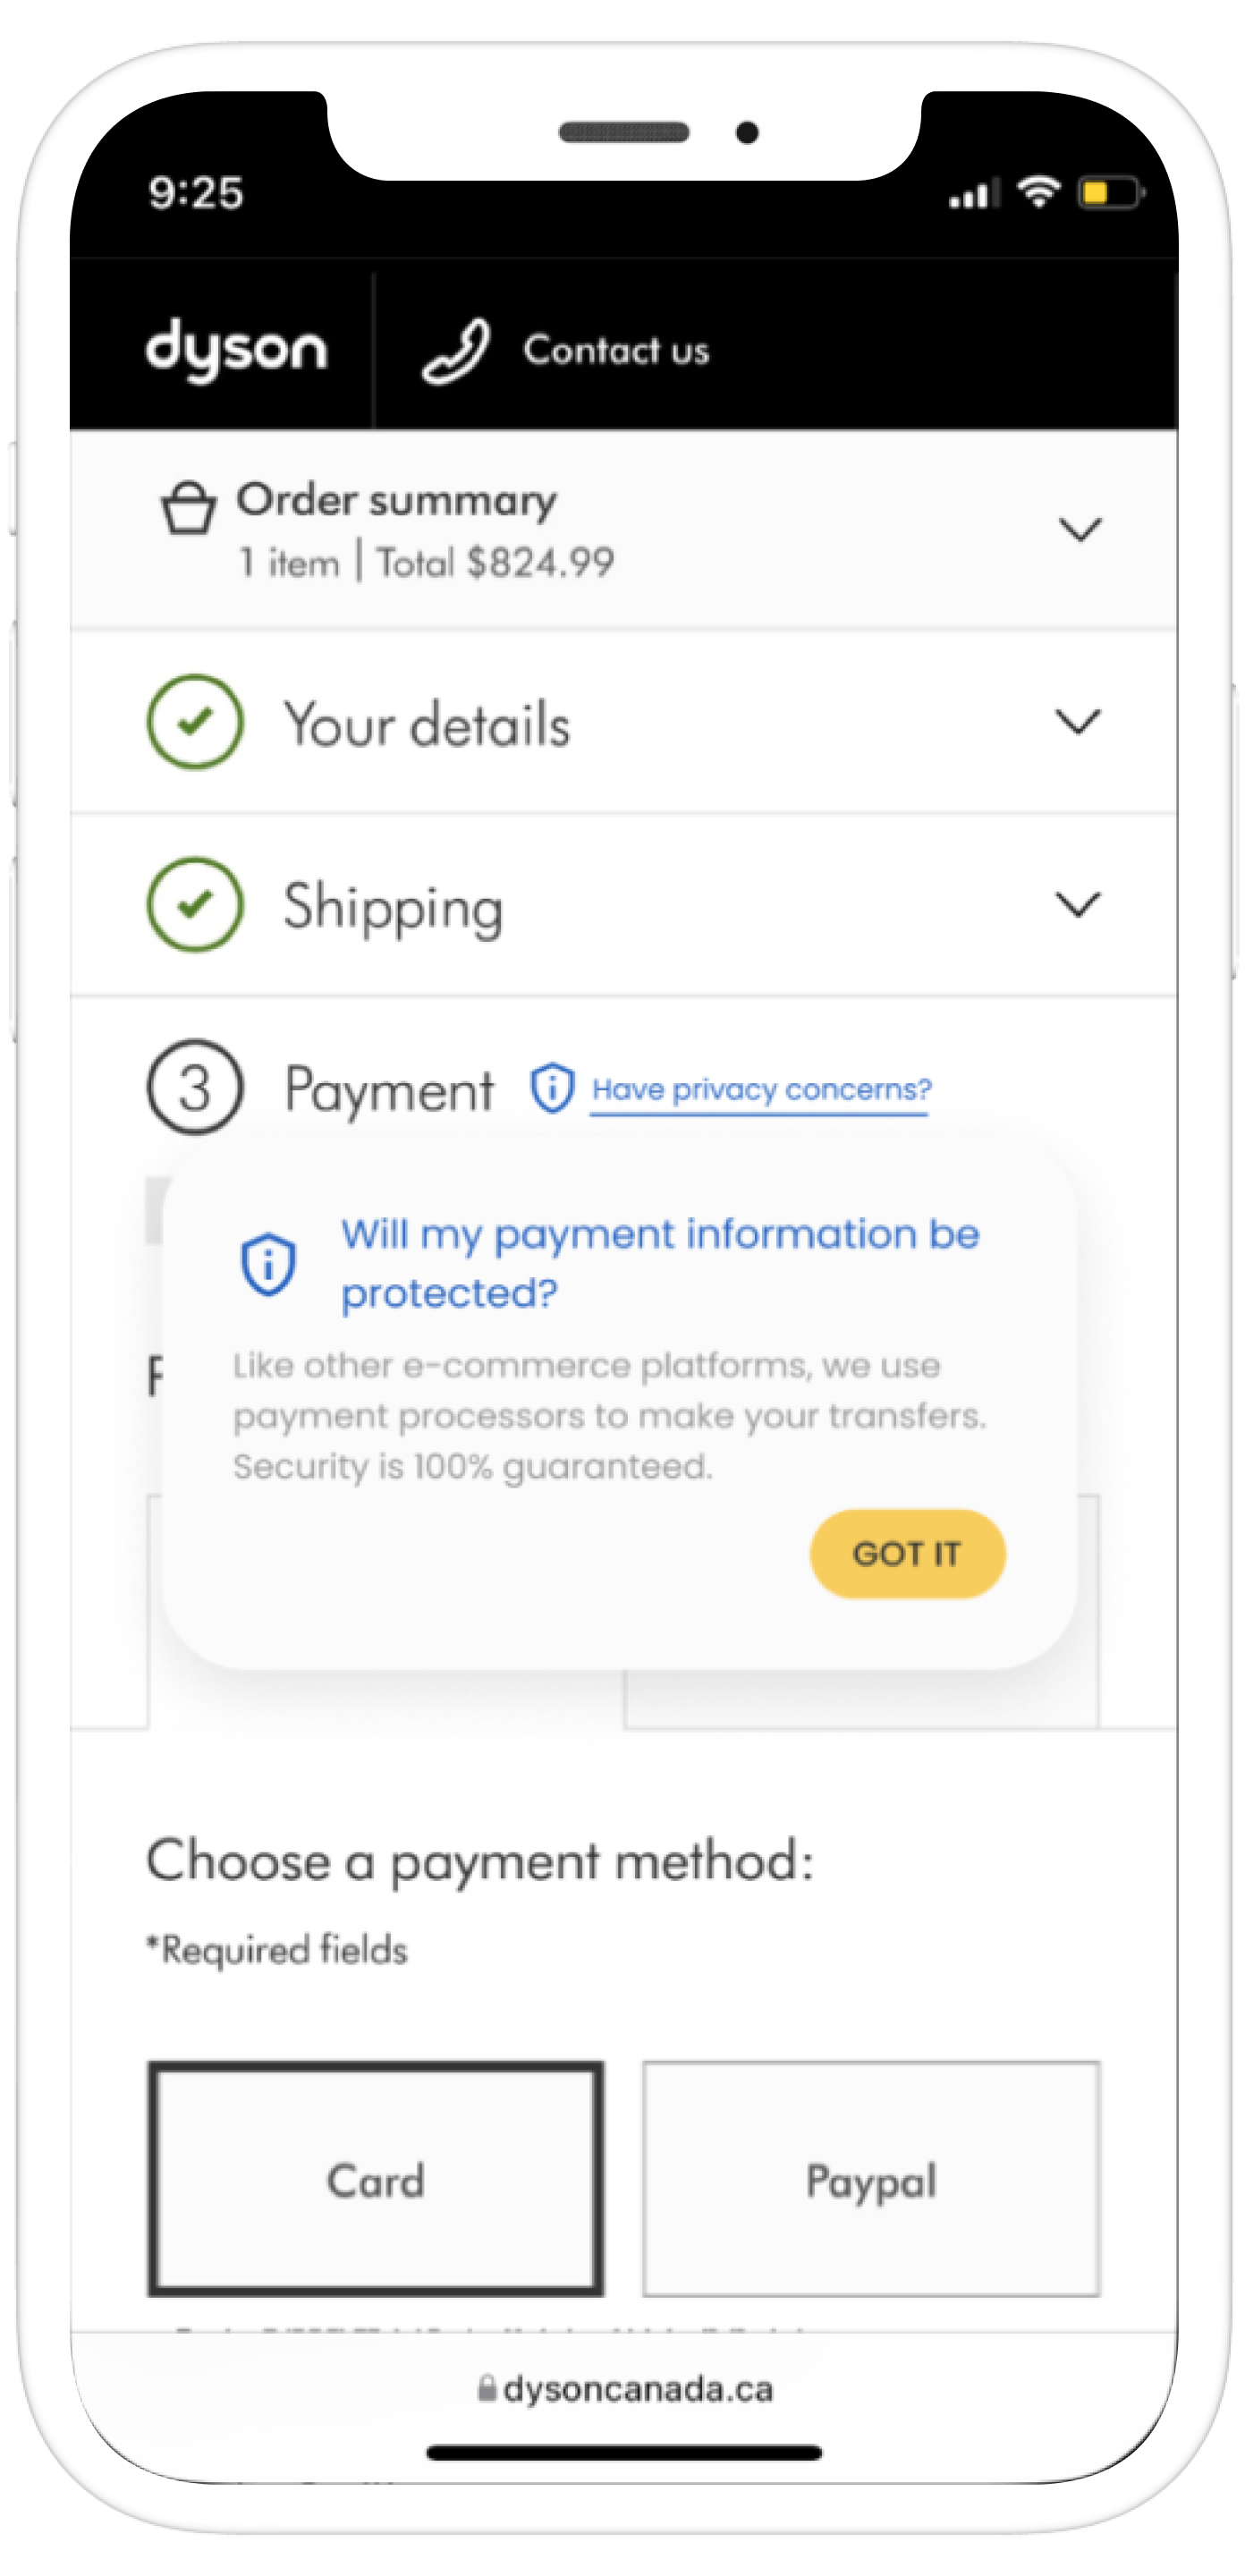 9:25
dyson
Contact us
Order summary
1 item | Total $824.99
Your details
Shipping
3 Payment Have privacy concerns?
Will my payment information be
protected?
Like other e-commerce platforms, we use
payment processors to make your transfers.
Security is 100% guaranteed.
GOT IT
Choose a payment method:
*Required fields
Card
Paypal
dysoncanada.ca